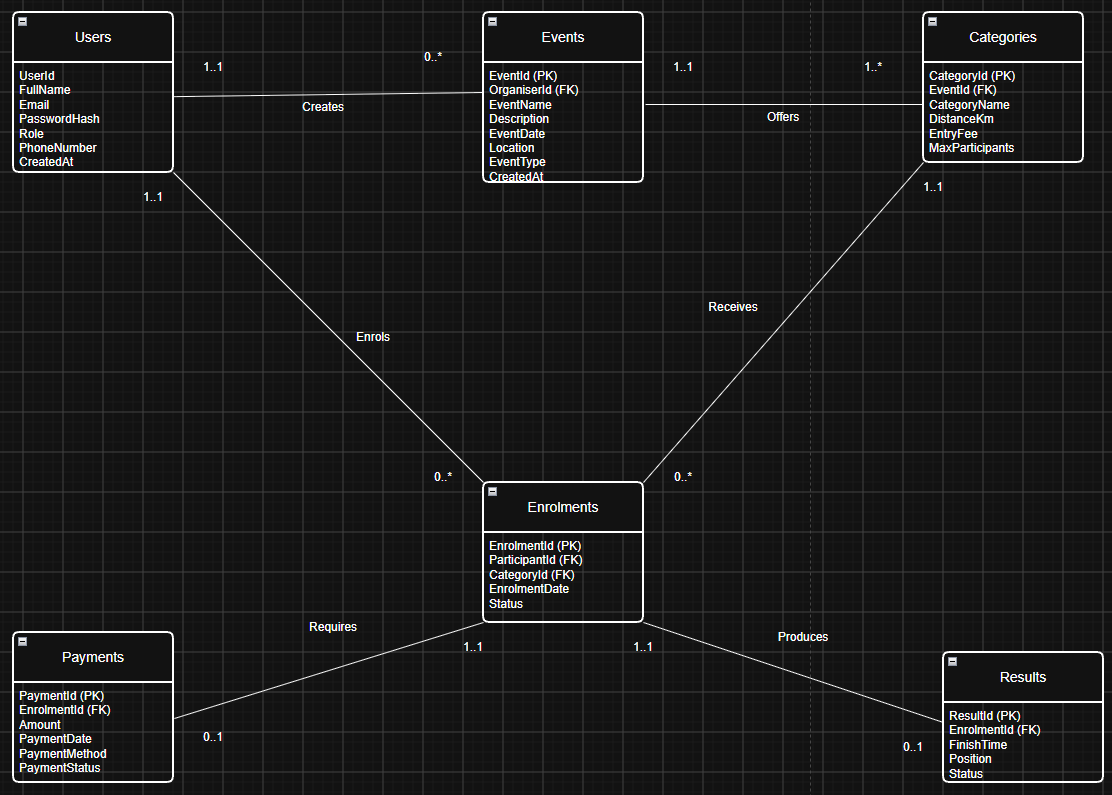 Users
UserId
FullName
Email
PasswordHash
Role
PhoneNumber
CreatedAt
1..1
Creates
0..*
Events
EventId (PK)
OrganiserId (FK)
EventName
Description
EventDate
Location
EventType
CreatedAt
1..1
Offers
1..*
Categories
CategoryId (PK)
EventId (FK)
CategoryName
DistanceKm
EntryFee
MaxParticipants
1..1
Enrols
0..*
1..1
Receives
0..*
Enrolments
EnrolmentId (PK)
ParticipantId (FK)
CategoryId (FK)
EnrolmentDate
Status
Requires
1..1
0..1
1..1
Produces
0..1
Payments
PaymentId (PK)
EnrolmentId (FK)
Amount
PaymentDate
PaymentMethod
PaymentStatus
Results
ResultId (PK)
EnrolmentId (FK)
FinishTime
Position
Status